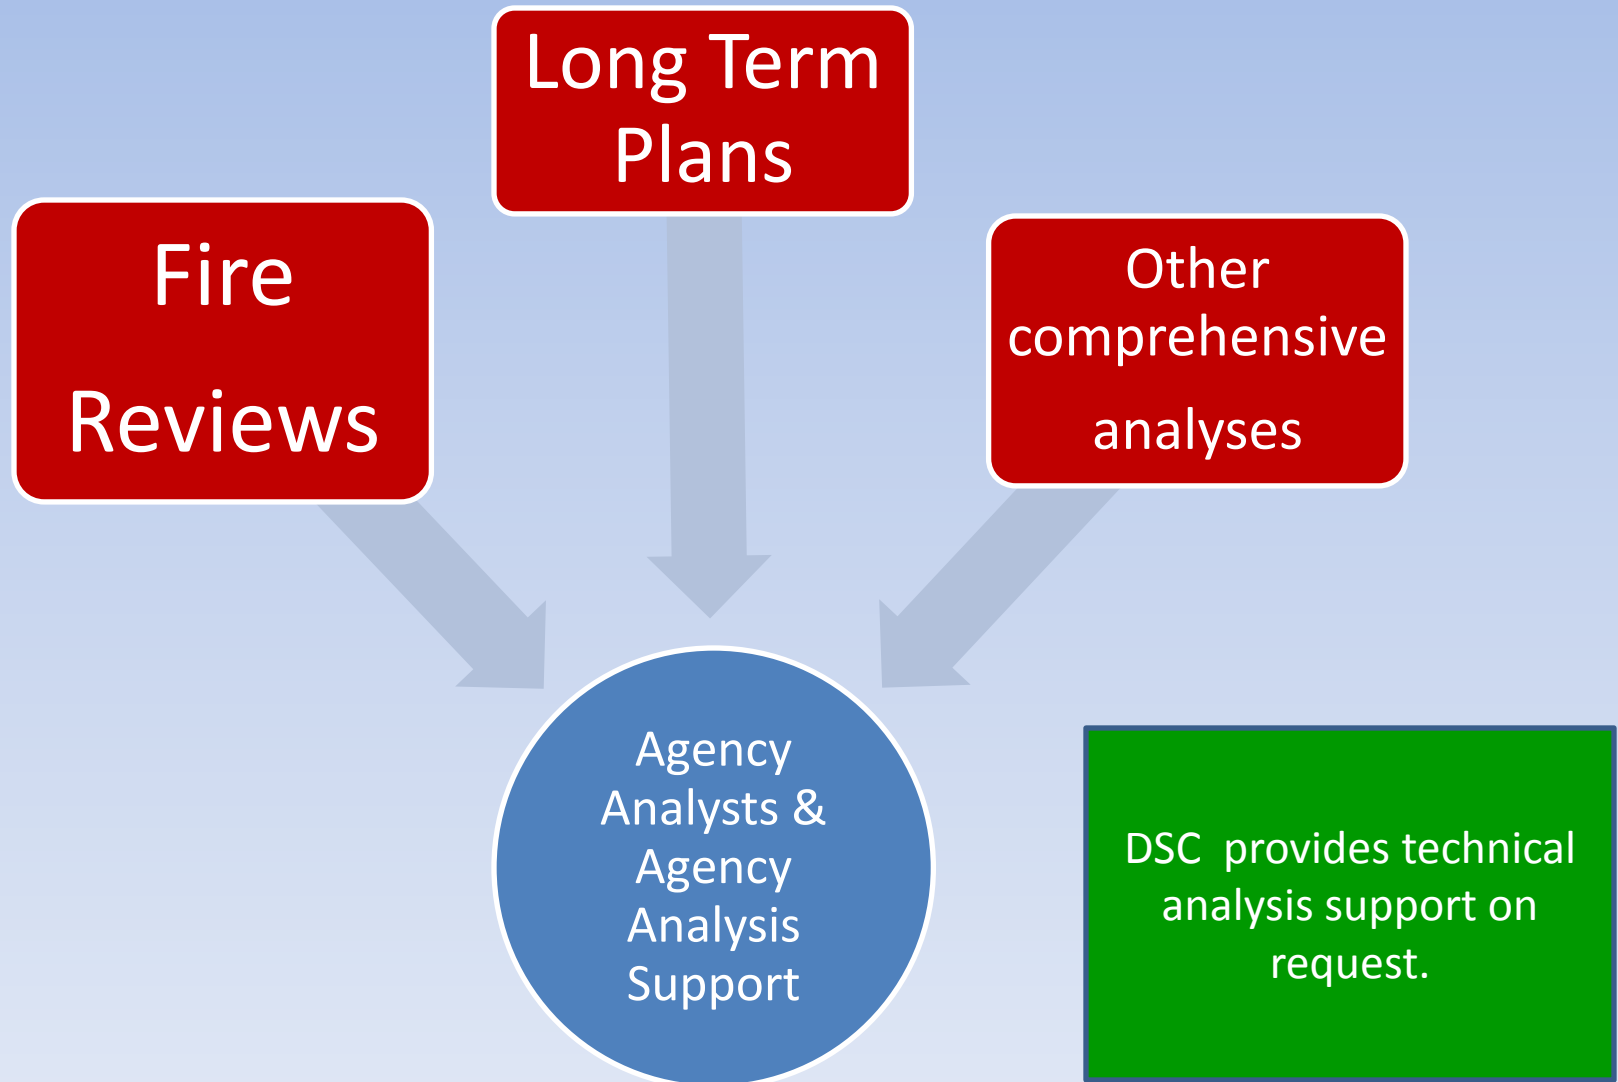 Long Term
Plans
Fire
Reviews
Other
comprehensive
analyses
Agency
Analysts &
Agency
Analysis
Support
DSC  provides technical
analysis support on
request.